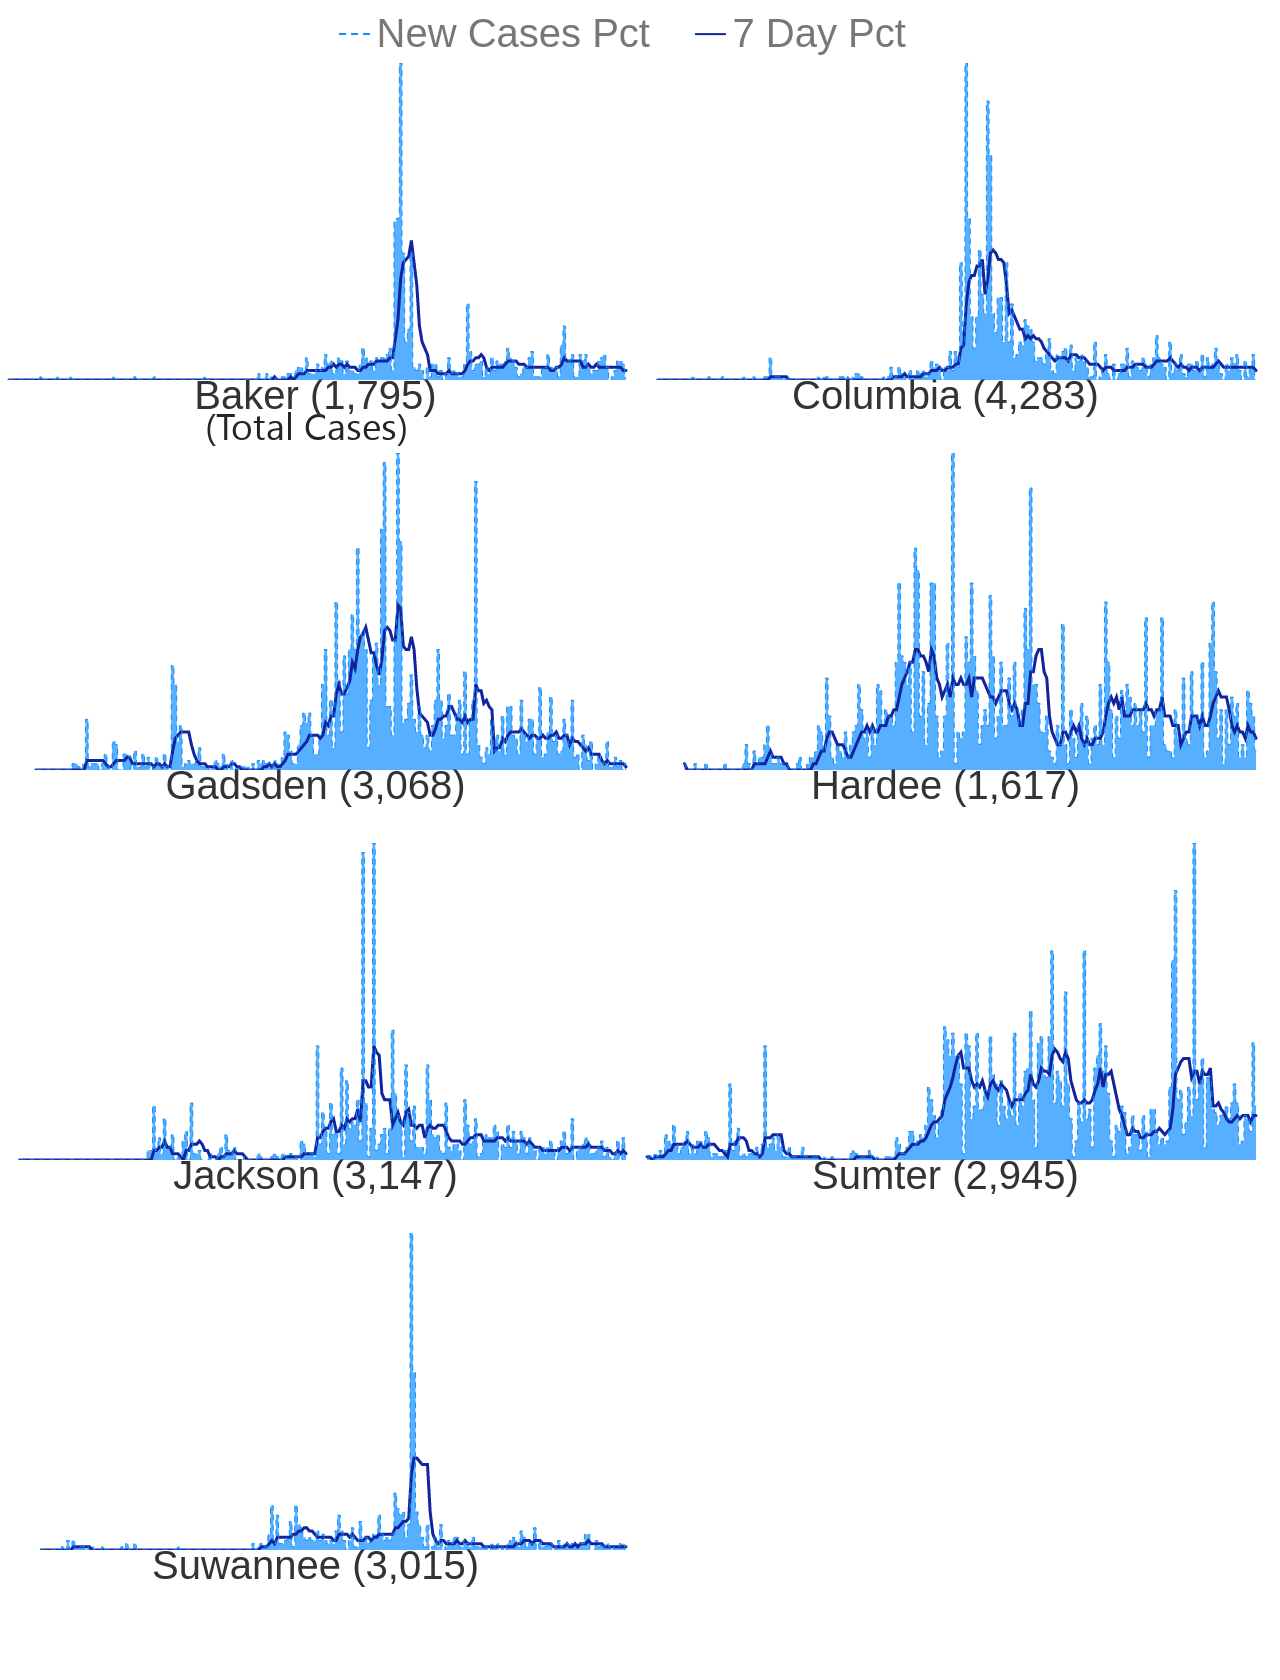 New Cases Pct 7 Day Pct
Baker (1,795)
(Total Cases)
Columbia (4,283)
Gadsden (3,068)
Hardee (1,617)
Jackson (3,147)
Sumter (2,945)
Suwannee (3,015)